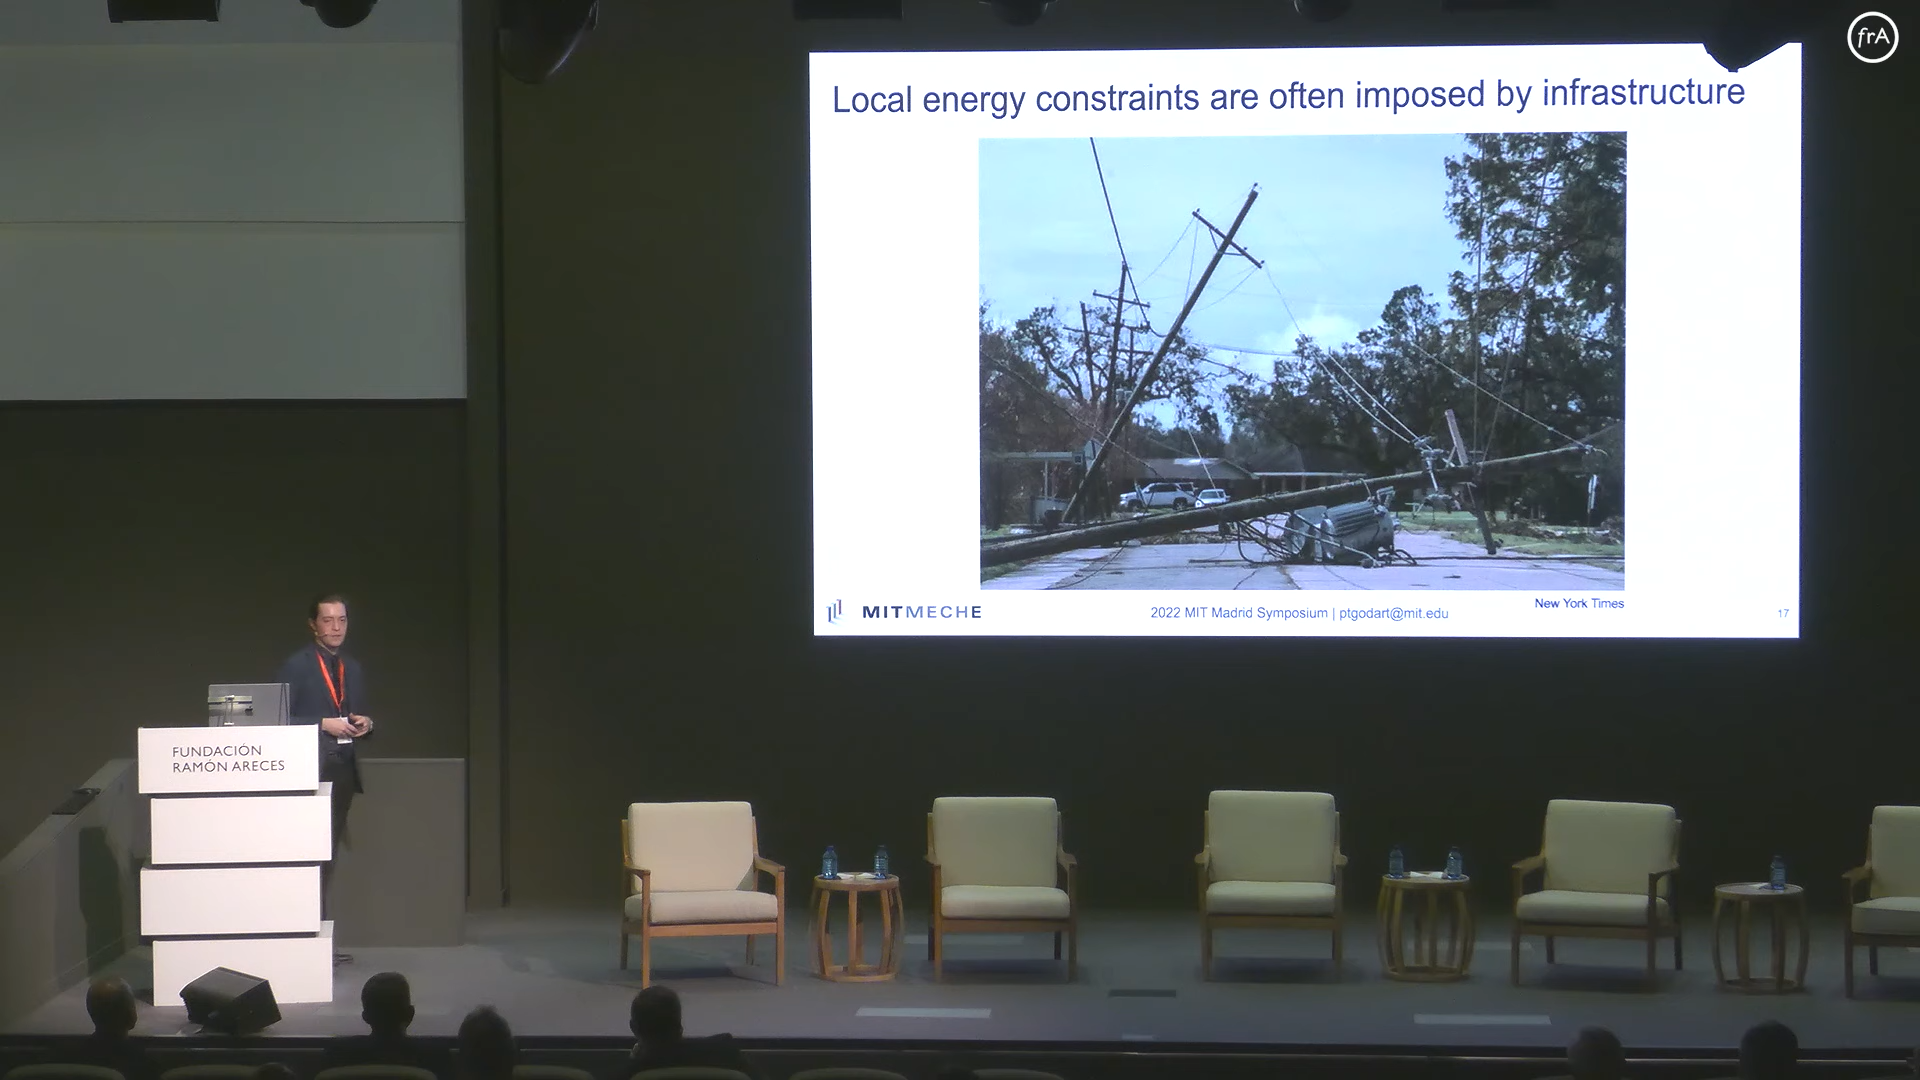 frA
Local energy constraints are often imposed by infrastructure
New York Times
MITMECHE
2022 MIT Madrid Symposium | ptgodart@mit.edu
17
FUNDACIÓN
RAMÓN ARECES